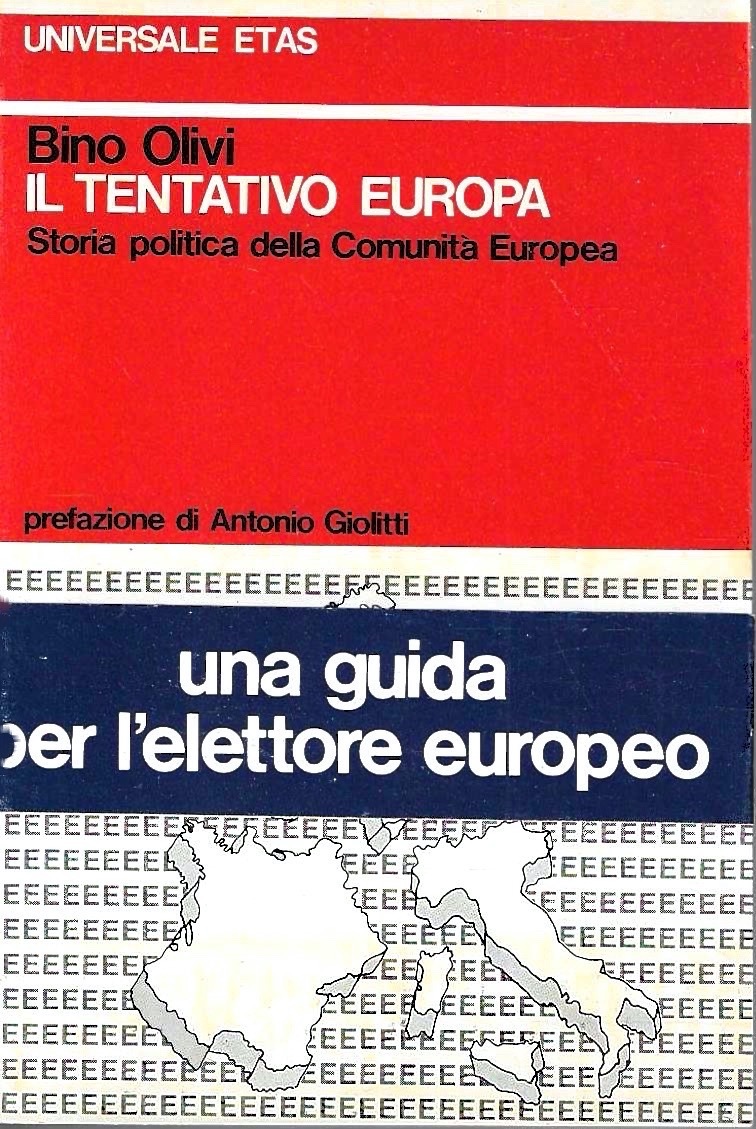 UNIVERSALE ETAS
Bino Olivi
IL TENTATIVO EUROPA
Storia politica della Comunità Europea
prefazione di Antonio Giolitti
una guida
per l'elettore europeo